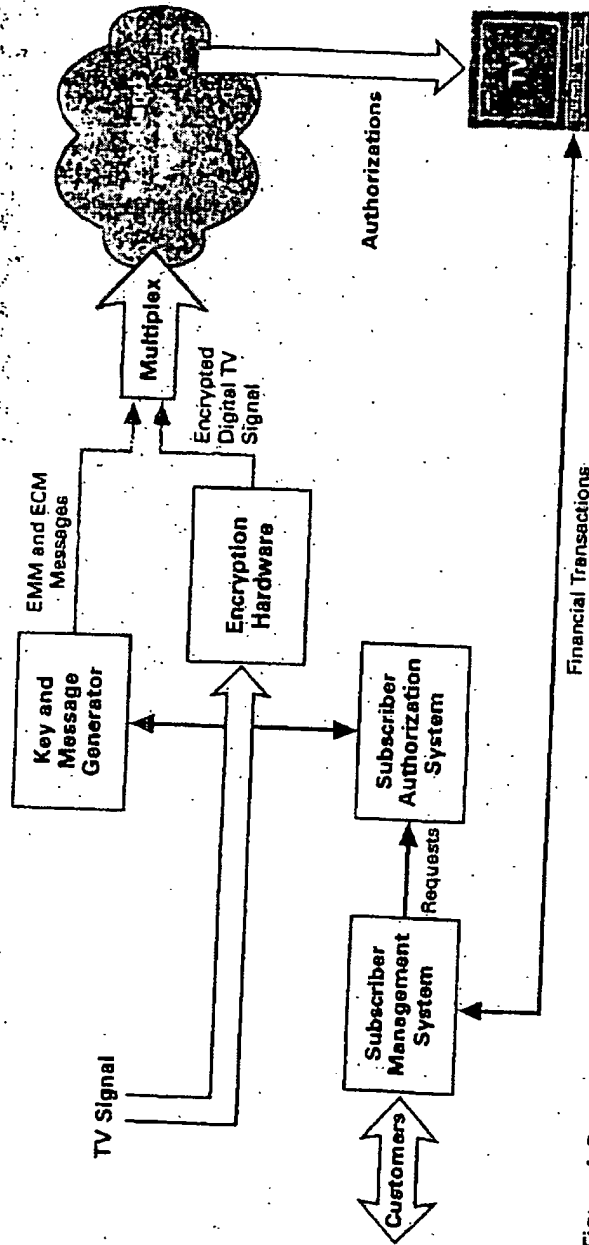 TV Signal
Key and
Message
Generator
EMM and ECM
Messages
Encryption
Hardware
Encrypted
Digital TV
Signal
Multiplex
Authorizations
TV
Customers
Subscriber
Management
System
Requests
Subscriber
Authorization
System
Financial Transactions